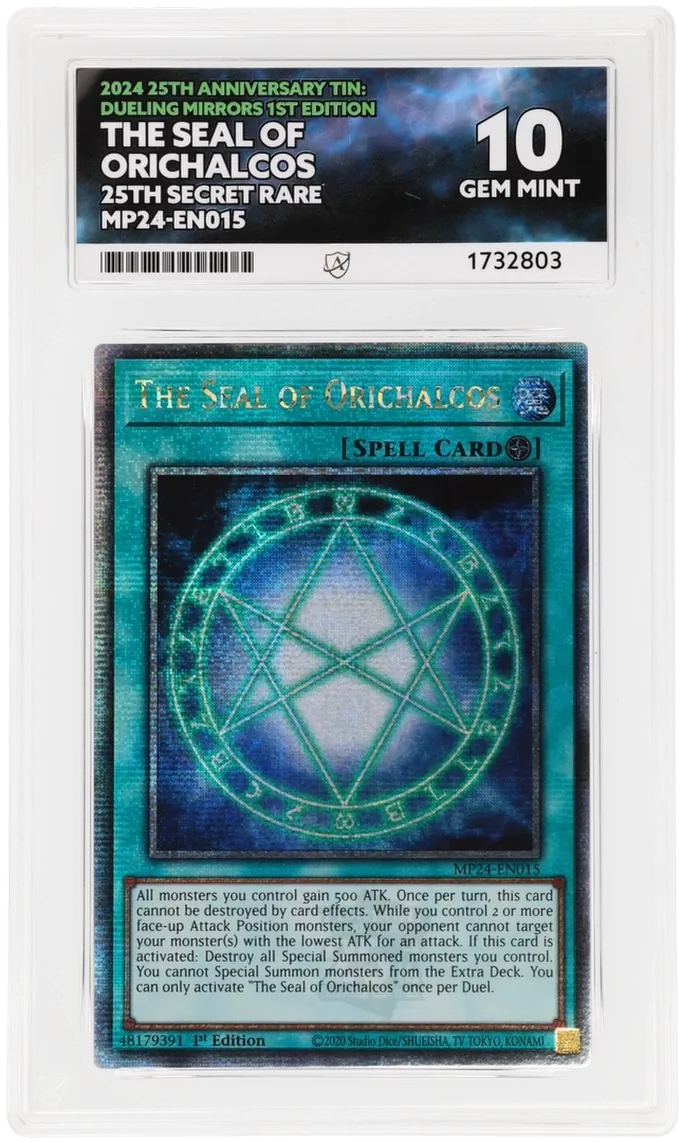 2024 25TH ANNIVERSARY TIN:
DUELING MIRRORS 1ST EDITION
THE SEAL OF
ORICHALCOS
25TH SECRET RARE
MP24-EN015
10
GEM MINT
1732803
THE SEAL OF ORICHALCOS
[SPELL CARD]
MP24-EN015
All monsters you control gain 500 ATK. Once per turn, this card
cannot be destroyed by card effects. While you control 2 or more
face-up Attack Position monsters, your opponent cannot target
your monster(s) with the lowest ATK for an attack. If this card is
activated: Destroy all Special Summoned monsters you control.
You cannot Special Summon monsters from the Extra Deck. You
can only activate "The Seal of Orichalcos" once per Duel.
48179391 1st Edition ©2020 Studio Dice/SHUEISHA, TV TOKYO, KONAMI